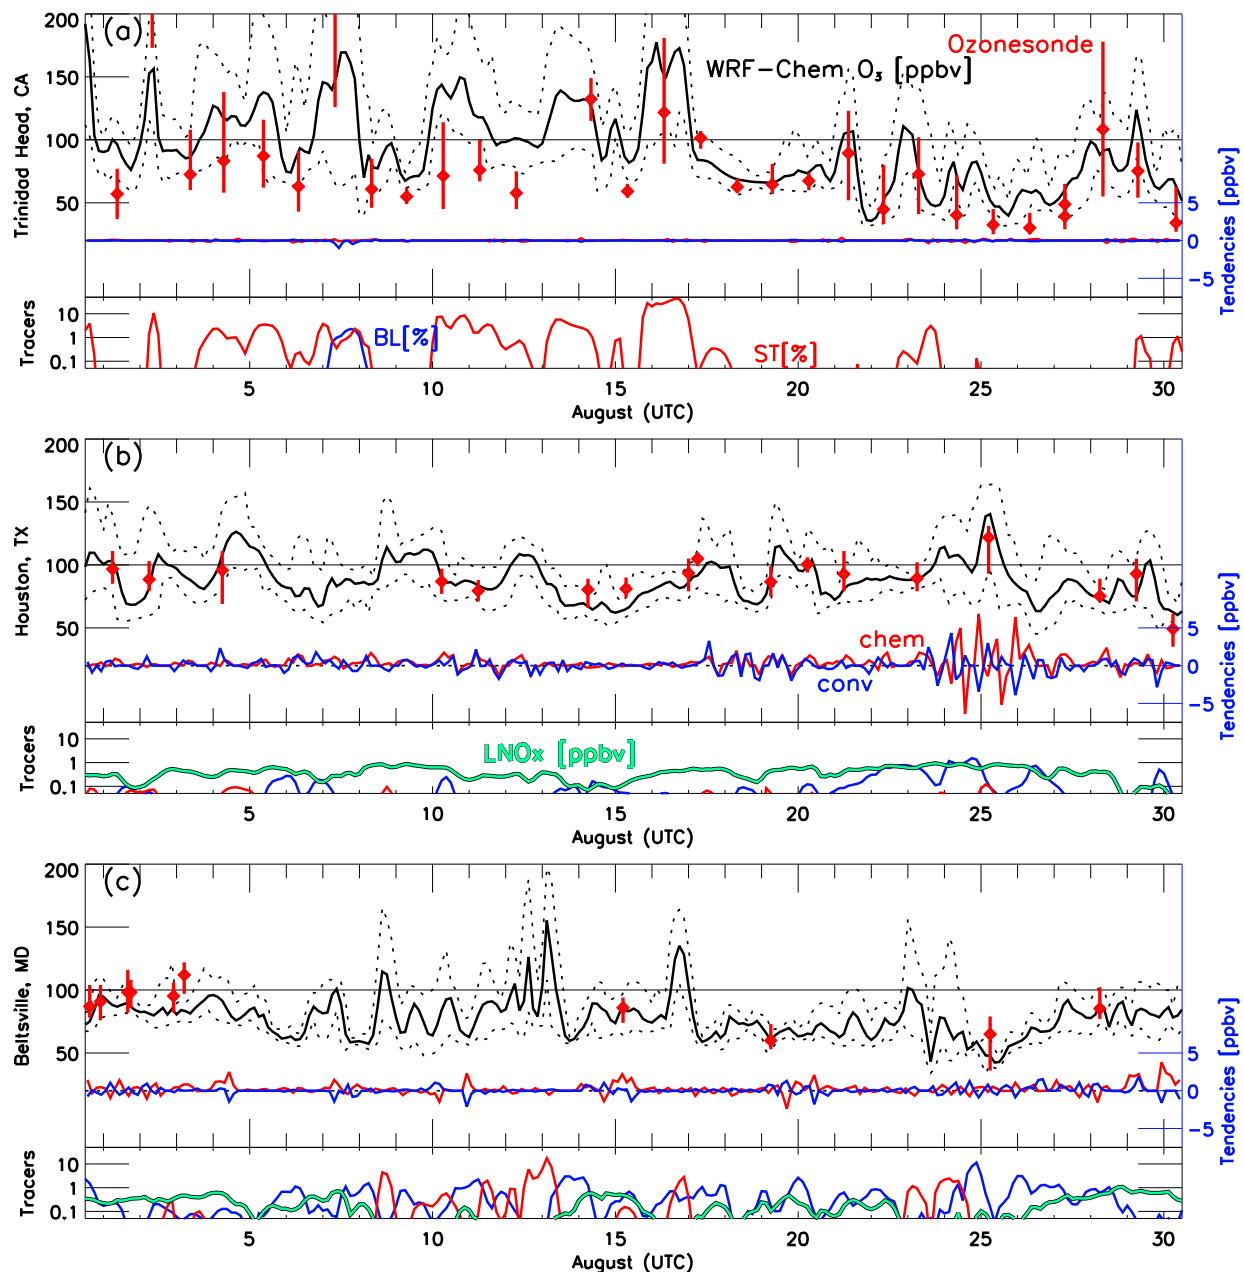 (a)
200
150
100
50
Trinidad Head, CA
WRF-Chem O₃ [ppbv]
Ozonesonde
5
0
-5
Tendencies [ppbv]
Tracers
10
1
0.1
BL[%]
ST[%]
5 10 15 20 25 30
August (UTC)
(b)
200
150
100
50
Houston, TX
chem
conv
5
0
-5
Tendencies [ppbv]
Tracers
10
1
0.1
LNOx [ppbv]
5 10 15 20 25 30
August (UTC)
(c)
200
150
100
50
Beltsville, MD
5
0
-5
Tendencies [ppbv]
Tracers
10
1
0.1
5 10 15 20 25 30
August (UTC)